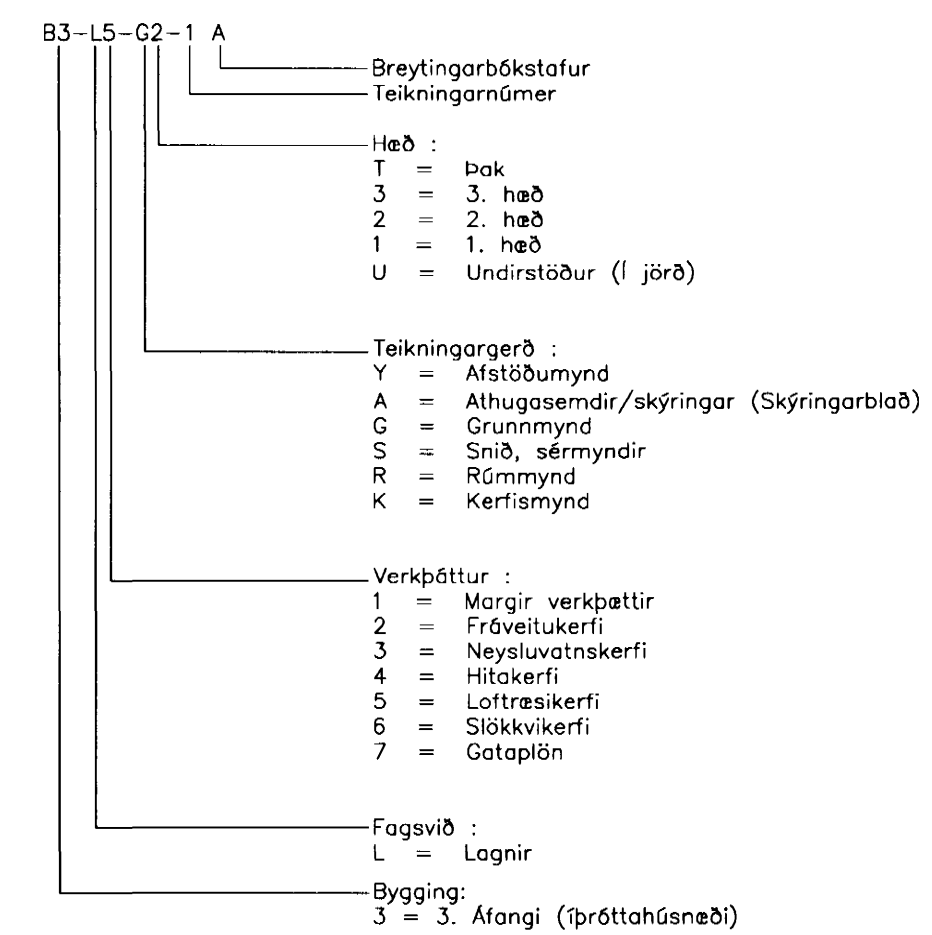 B3-L5-G2-1 A
Breytingarbókstafur
Teikningarnúmer
Hæð :
T = Þak
3 = 3. hæð
2 = 2. hæð
1 = 1. hæð
U = Undirstöður (Í jörð)
Teikningargerð :
Y = Afstöðumynd
A = Athugasemdir/skýringar (Skýringarblað)
G = Grunnmynd
S = Snið, sérmyndir
R = Rúmmynd
K = Kerfismynd
Verkþáttur :
1 = Margir verkþættir
2 = Fráveitukerfi
3 = Neysluvatnskerfi
4 = Hitakerfi
5 = Loftræsikerfi
6 = Slökkvikerfi
7 = Gataplön
Fagsvið :
L = Lagnir
Bygging:
3 = 3. Áfangi (íþróttahúsnæði)